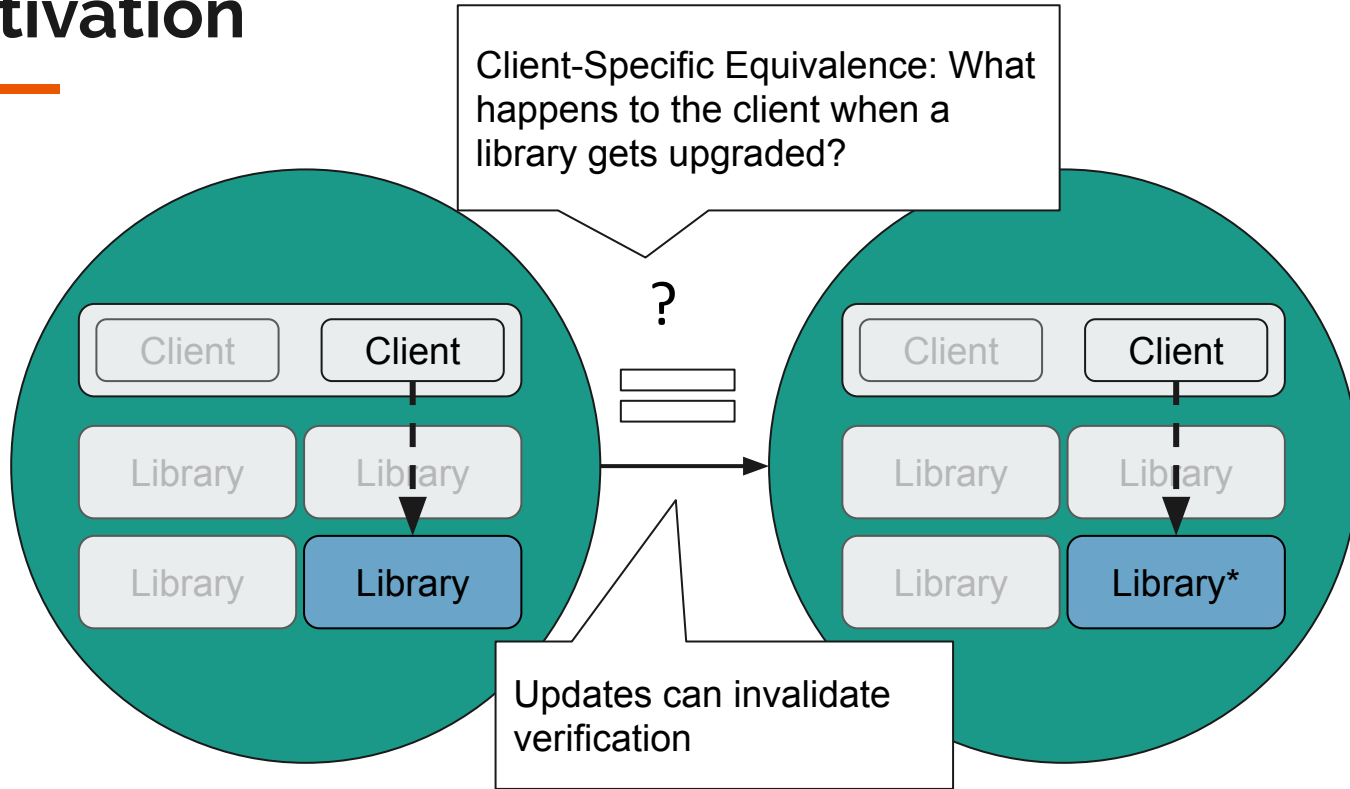 tivation
Client-Specific Equivalence: What
happens to the client when a
library gets upgraded?
?
Client Client
Client Client
Library Library
Library Library
Library Library
Library Library*
Updates can invalidate
verification